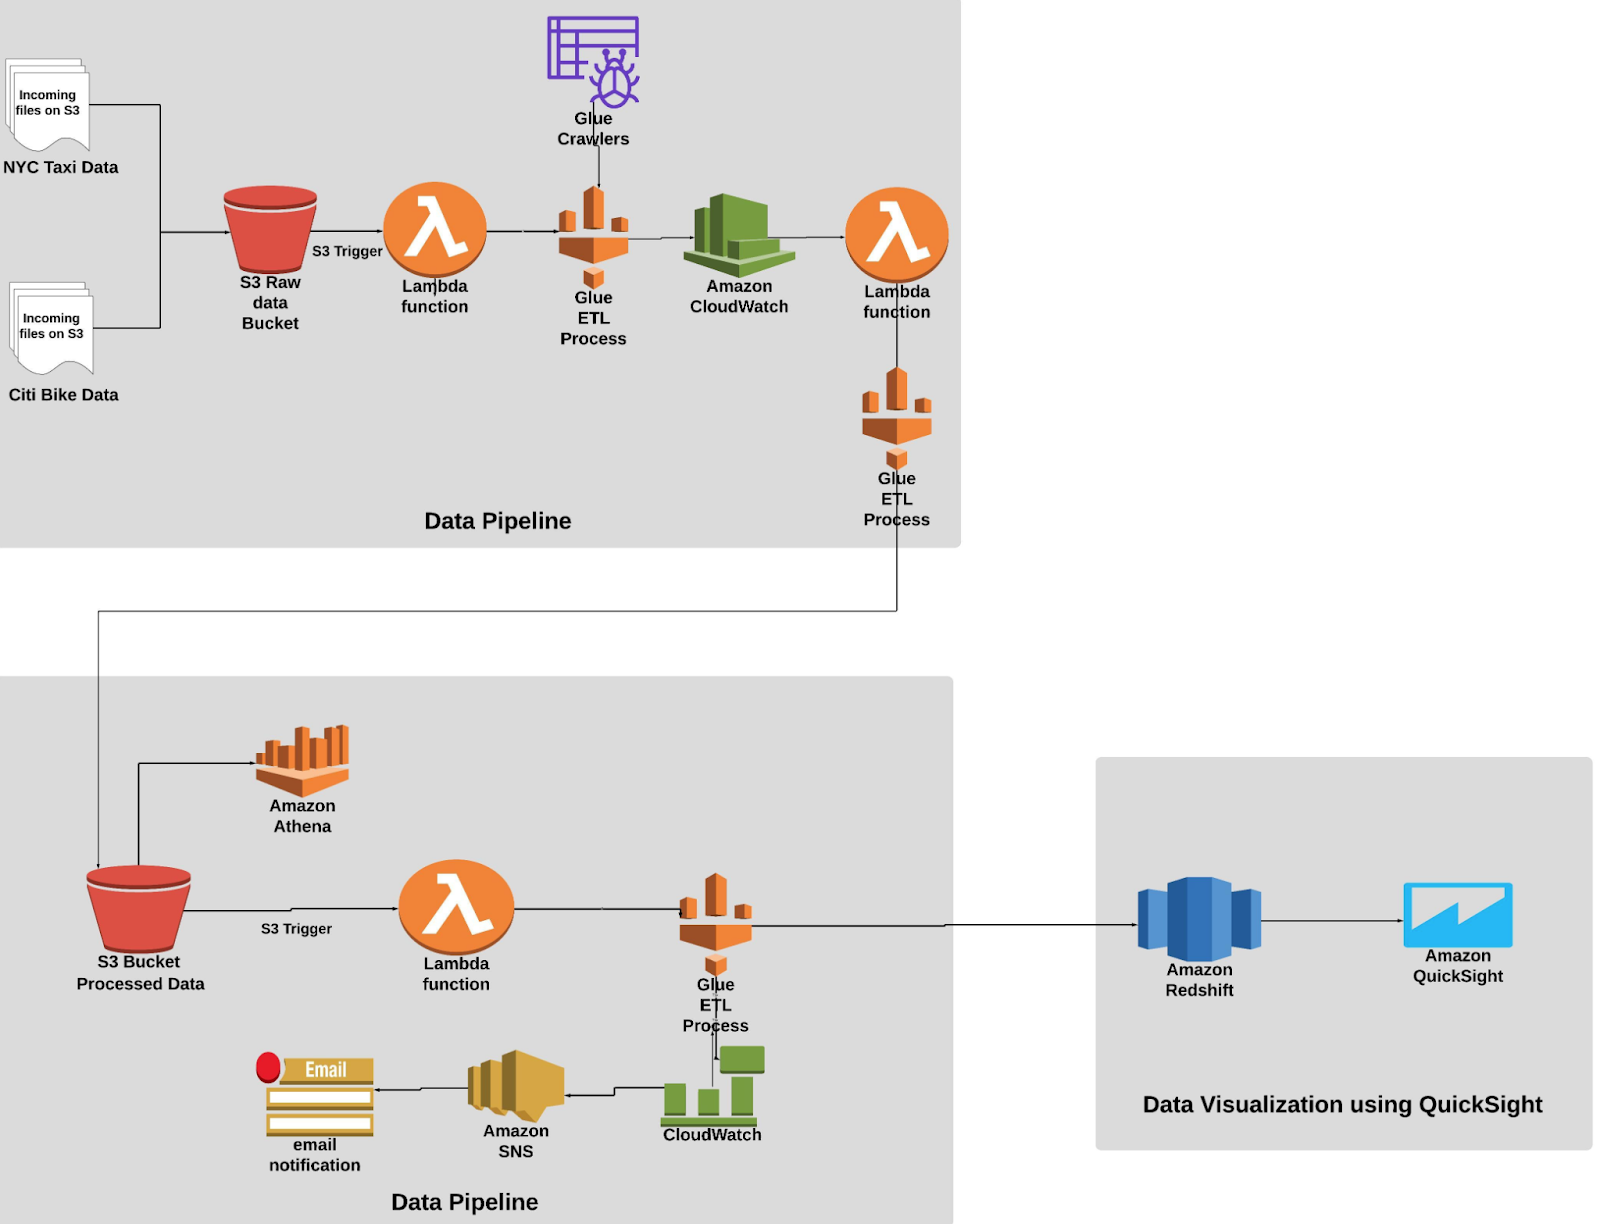 Incoming
files on S3
NYC Taxi Data
Incoming
files on S3
Citi Bike Data
S3 Raw
data
Bucket
S3 Trigger
Lambda
function
Glue
Crawlers
Glue
ETL
Process
Amazon
CloudWatch
Lambda
function
Glue
ETL
Process
Data Pipeline
Amazon
Athena
S3 Bucket
Processed Data
S3 Trigger
Lambda
function
Glue
ETL
Process
CloudWatch
Amazon
SNS
Email
email
notification
Data Pipeline
Amazon
Redshift
Amazon
QuickSight
Data Visualization using QuickSight